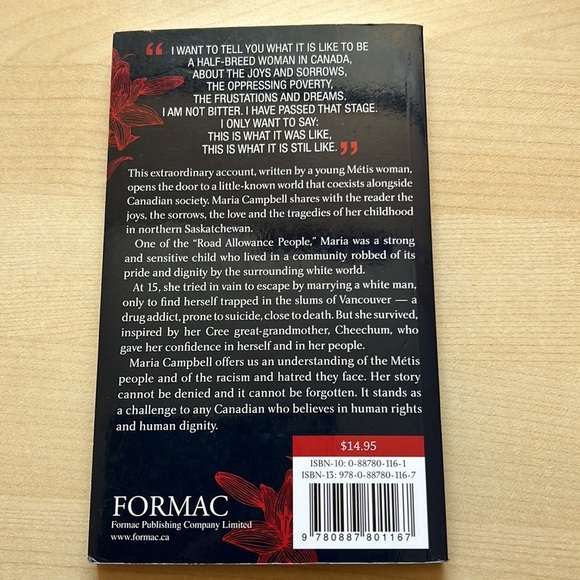 “ I WANT TO TELL YOU WHAT IT IS LIKE TO BE
A HALF-BREED WOMAN IN CANADA,
ABOUT THE JOYS AND SORROWS,
THE OPPRESSING POVERTY,
THE FRUSTATIONS AND DREAMS.
I AM NOT BITTER. I HAVE PASSED THAT STAGE.
I ONLY WANT TO SAY:
THIS IS WHAT IT WAS LIKE,
THIS IS WHAT IT IS STIL LIKE. ”
This extraordinary account, written by a young Métis woman,
opens the door to a little-known world that coexists alongside
Canadian society. Maria Campbell shares with the reader the
joys, the sorrows, the love and the tragedies of her childhood
in northern Saskatchewan.
One of the “Road Allowance People,” Maria was a strong
and sensitive child who lived in a community robbed of its
pride and dignity by the surrounding white world.
At 15, she tried in vain to escape by marrying a white man,
only to find herself trapped in the slums of Vancouver — a
drug addict, prone to suicide, close to death. But she survived,
inspired by her Cree great-grandmother, Cheechum, who
gave her confidence in herself and in her people.
Maria Campbell offers us an understanding of the Métis
people and of the racism and hatred they face. Her story
cannot be denied and it cannot be forgotten. It stands as
a challenge to any Canadian who believes in human rights
and human dignity.
$14.95
ISBN-10: 0-88780-116-1
ISBN-13: 978-0-88780-116-7
9 780887 801167
FORMAC
Formac Publishing Company Limited
www.formac.ca